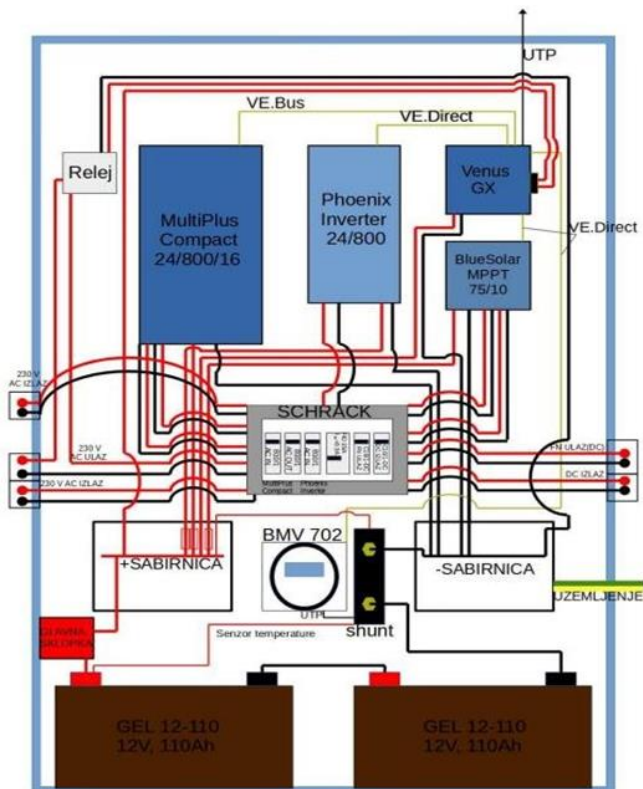 UTP
VE.Bus
VE.Direct
Relej
MultiPlus
Compact
24/800/16
Phoenix
Inverter
24/800
Venus
GX
VE.Direct
BlueSolar
MPPT
75/10
230 V
AC IZLAZ
SCHRACK
230 V
AC ULAZ
FN ULAZ(DC)
230 V AC IZLAZ
DC IZLAZ
MultiPlus
Compact
Phoenix
Inverter
+SABIRNICA
BMV 702
-SABIRNICA
UTP
shunt
UZEMLJENJE
GLAVNA
SKLOPKA
Senzor temperature
GEL 12-110
12V, 110Ah
GEL 12-110
12V, 110Ah